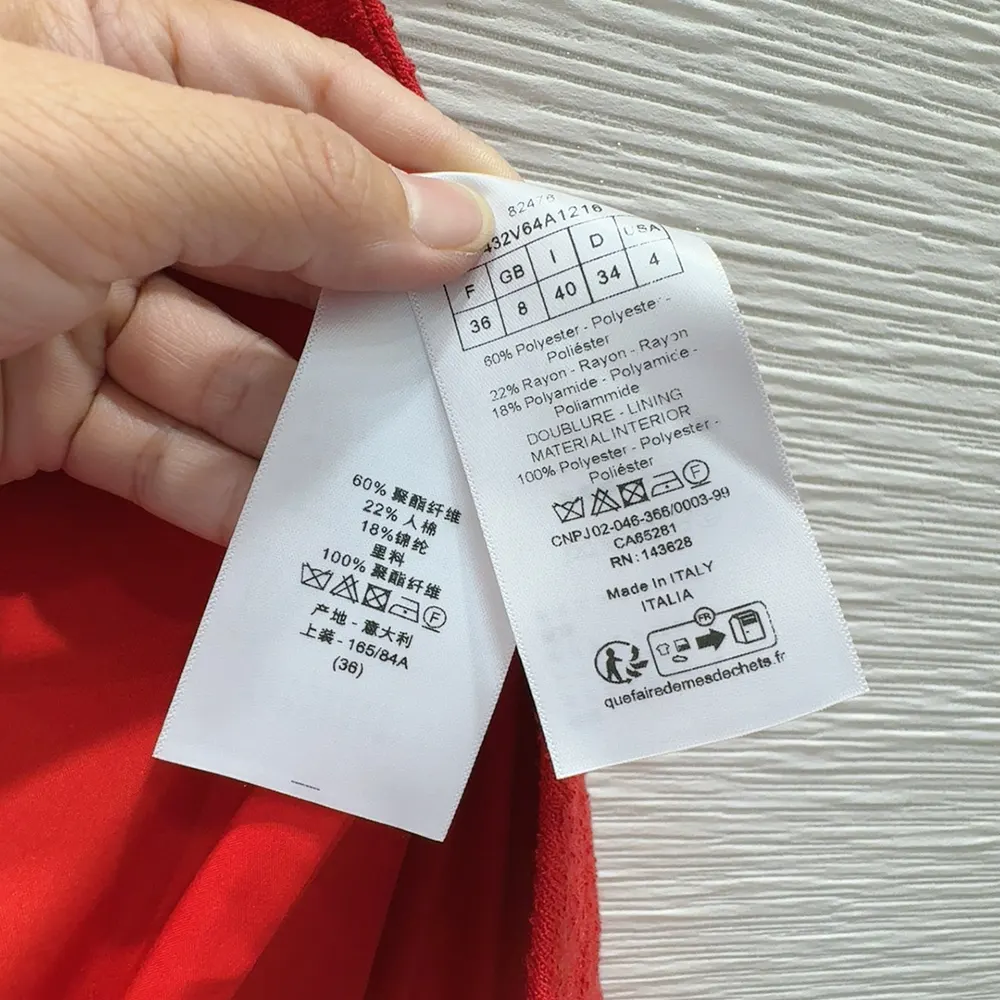 82476
432V64A1216
F GB I D USA
36 8 40 34 4
60% Polyester - Polyester -
Poliéster
22% Rayon - Rayon - Rayon
18% Polyamide - Polyamide -
Poliammide
DOUBLURE - LINING
MATERIAL INTERIOR
100% Polyester - Polyester -
Poliéster
F
CNPJ 02-046-366/0003-99
CA65281
RN: 143628
Made In ITALY
ITALIA
FR
quefairedemesdechets.fr
60% 聚酯纤维
22% 人棉
18% 锦纶
里料
100% 聚酯纤维
F
产地 - 意大利
上装 - 165/84A
(36)